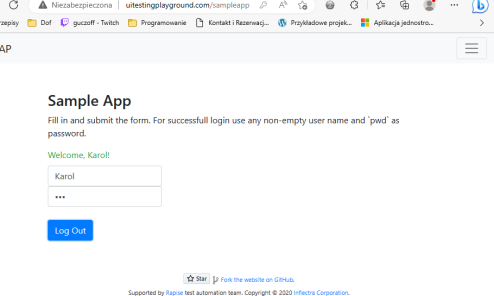 Niezabezpieczona uitestingplayground.com/sampleapp
rzepisy Dof guczoff - Twitch Programowanie Kontakt i Rezerwacj... Przykładowe projek... Aplikacja jednostro...
AP
Sample App
Fill in and submit the form. For successfull login use any non-empty user name and `pwd` as
password.
Welcome, Karol!
Karol
•••
Log Out
Star Fork the website on GitHub.
Supported by Rapise test automation team. Copyright © 2020 Inflectra Corporation.